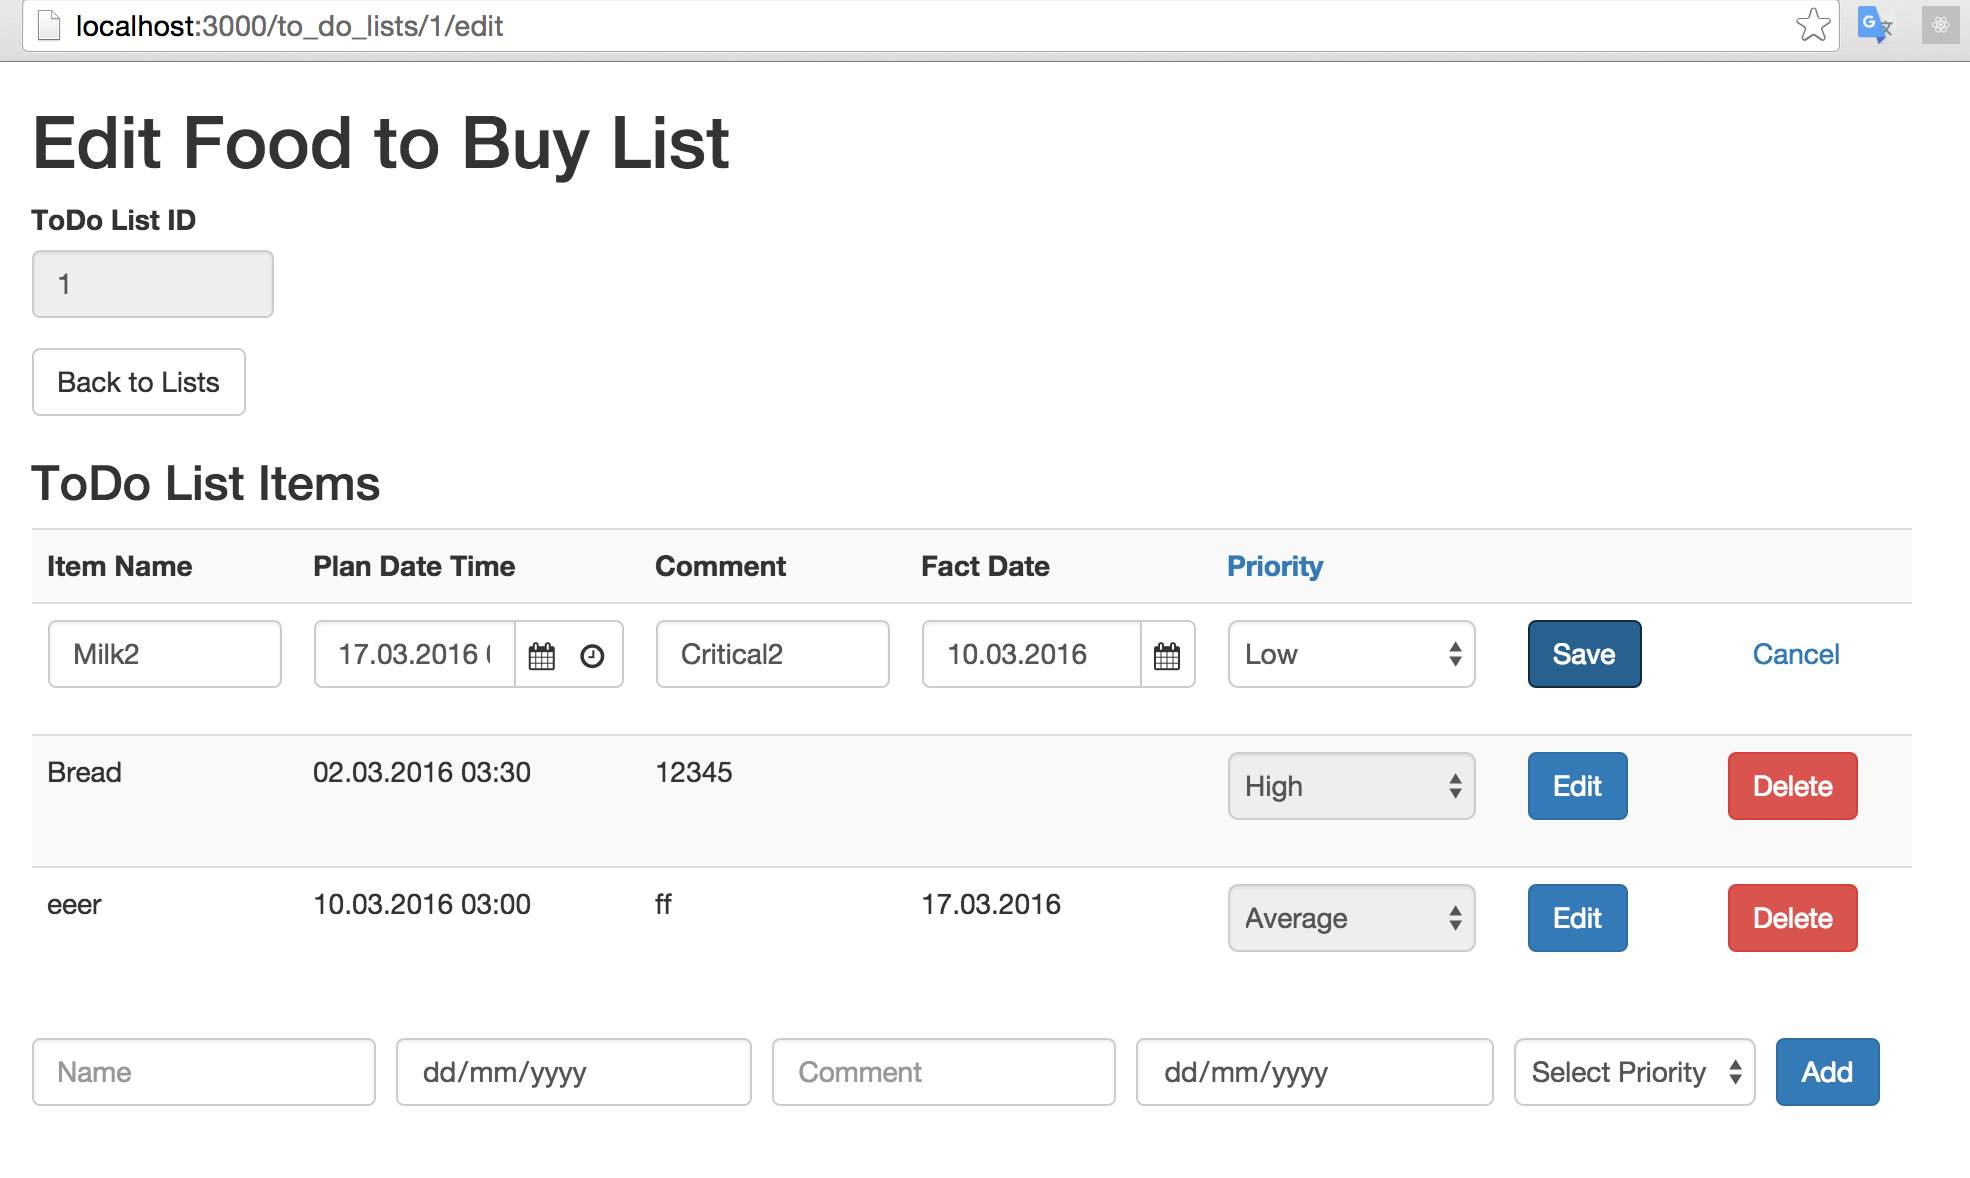 localhost:3000/to_do_lists/1/edit
Edit Food to Buy List
ToDo List ID
1
Back to Lists
ToDo List Items
Item Name Plan Date Time Comment Fact Date Priority
Milk2 17.03.2016 Critical2 10.03.2016 Low Save Cancel
Bread 02.03.2016 03:30 12345 High Edit Delete
eeer 10.03.2016 03:00 ff 17.03.2016 Average Edit Delete
Name dd/mm/yyyy Comment dd/mm/yyyy Select Priority Add